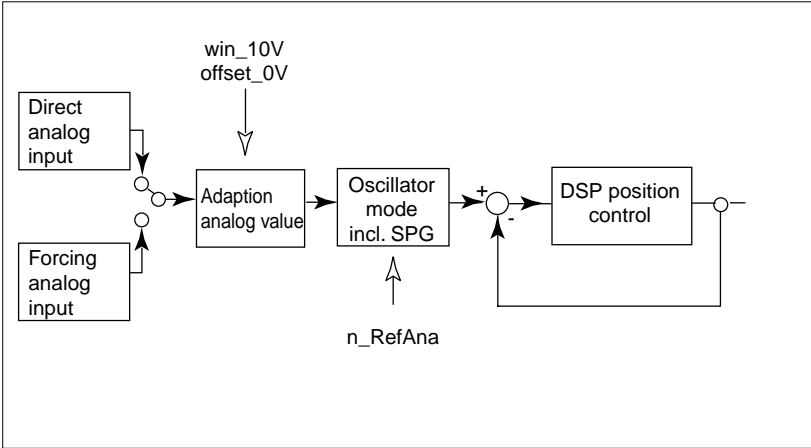 win_10V
offset_0V
Direct
analog
input
Forcing
analog
input
Adaption
analog value
Oscillator
mode
incl. SPG
n_RefAna
+
-
DSP position
control